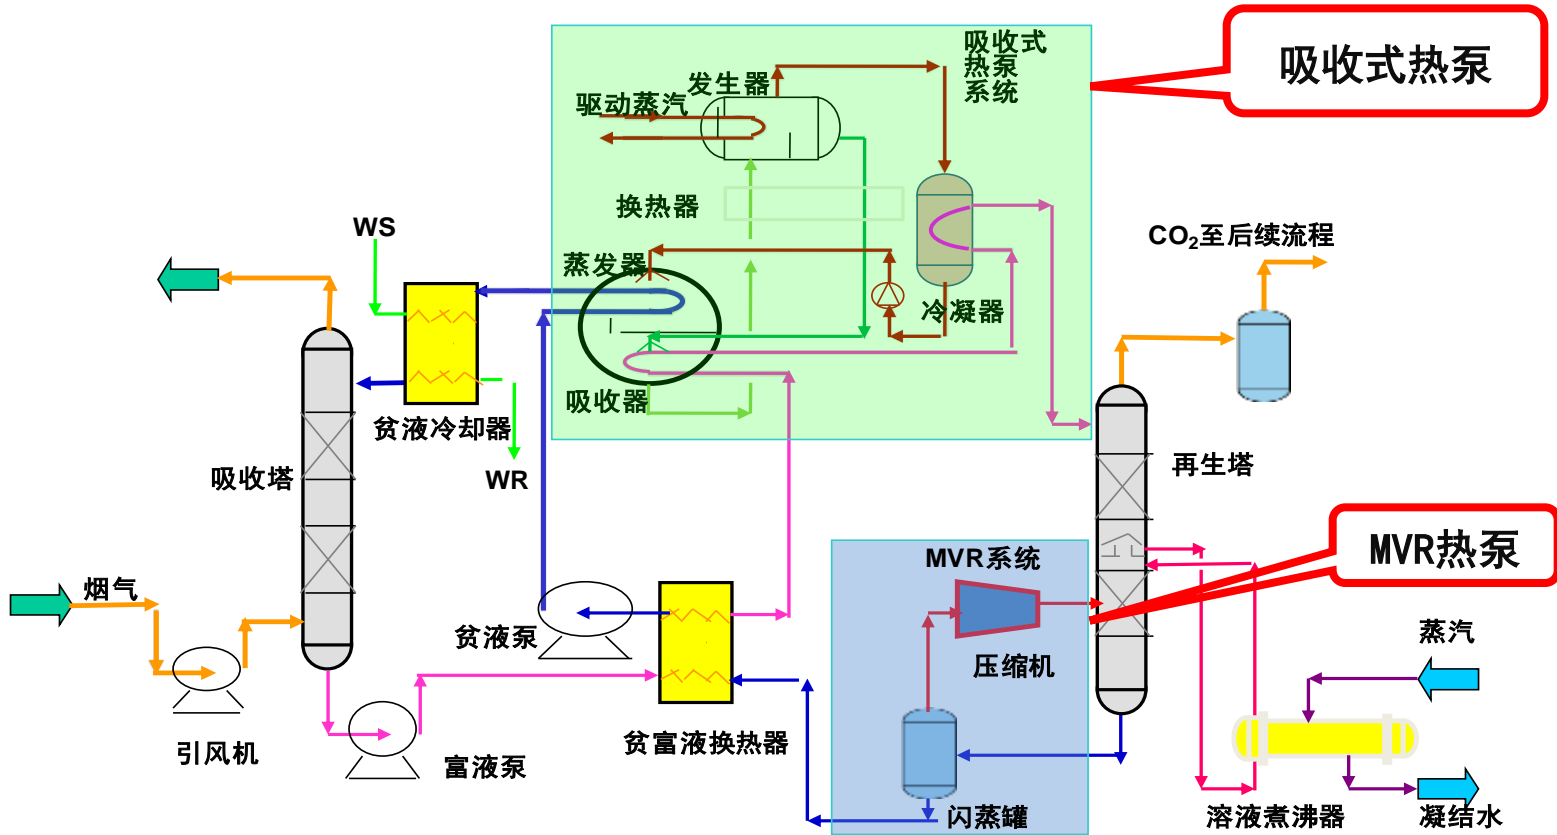 吸收式
热泵
系统
吸收式热泵
发生器
驱动蒸汽
换热器
WS
CO₂至后续流程
蒸发器
冷凝器
吸收器
贫液冷却器
吸收塔
WR
再生塔
MVR系统
MVR热泵
烟气
贫液泵
压缩机
蒸汽
引风机
富液泵
贫富液换热器
闪蒸罐
溶液煮沸器
凝结水